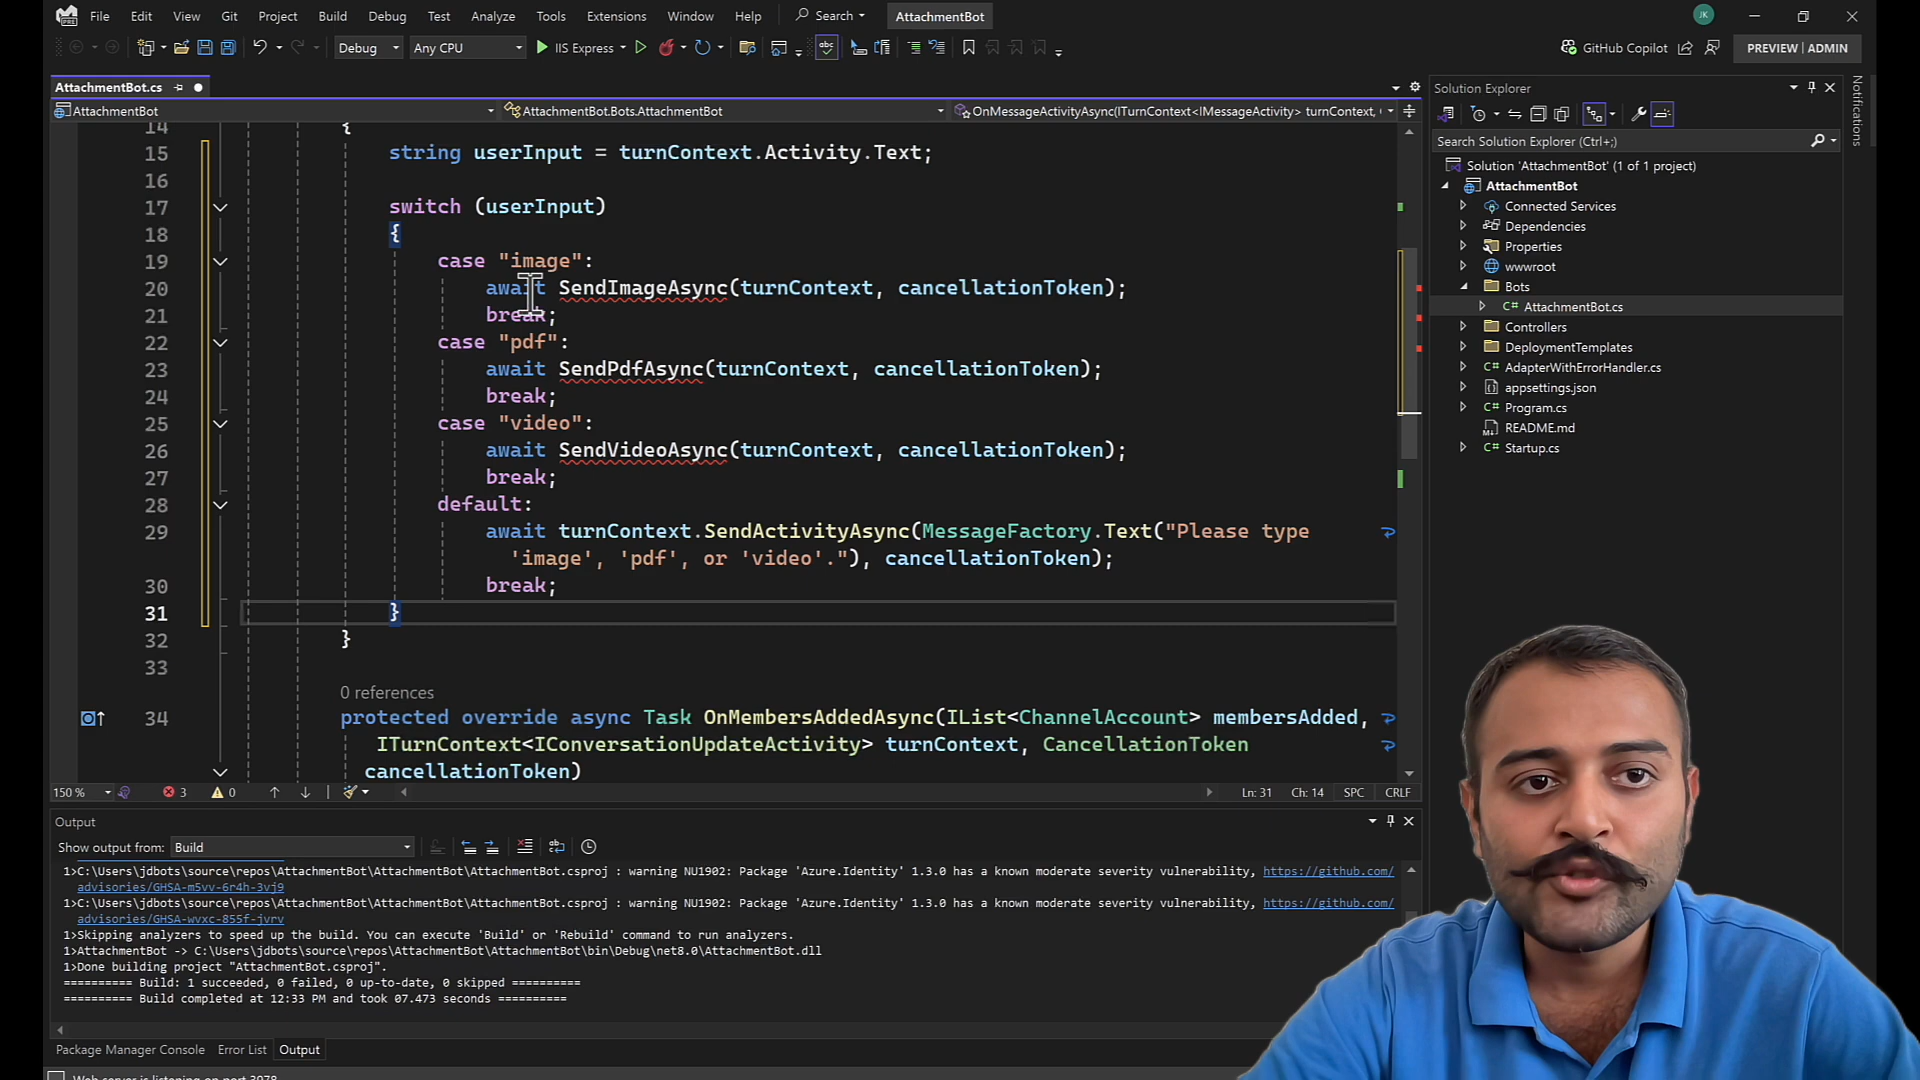 File Edit View Git Project Build Debug Test Analyze Tools Extensions Window Help Search AttachmentBot JK
Debug Any CPU IIS Express GitHub Copilot PREVIEW | ADMIN
AttachmentBot.cs
AttachmentBot AttachmentBot.Bots.AttachmentBot OnMessageActivityAsync(ITurnContext<IMessageActivity> turnContext,
14 {
15 string userInput = turnContext.Activity.Text;
16
17 switch (userInput)
18 {
19 case "image":
20 await SendImageAsync(turnContext, cancellationToken);
21 break;
22 case "pdf":
23 await SendPdfAsync(turnContext, cancellationToken);
24 break;
25 case "video":
26 await SendVideoAsync(turnContext, cancellationToken);
27 break;
28 default:
29 await turnContext.SendActivityAsync(MessageFactory.Text("Please type
'image', 'pdf', or 'video'."), cancellationToken);
30 break;
31 }
32 }
33
0 references
34 protected override async Task OnMembersAddedAsync(IList<ChannelAccount> membersAdded,
ITurnContext<IConversationUpdateActivity> turnContext, CancellationToken
cancellationToken)
150 % 3 0 Ln: 31 Ch: 14 SPC CRLF
Output
Show output from: Build
1>C:\Users\jdbots\source\repos\AttachmentBot\AttachmentBot\AttachmentBot.csproj : warning NU1902: Package 'Azure.Identity' 1.3.0 has a known moderate severity vulnerability, https://github.com/
advisories/GHSA-m5vv-6r4h-3vj9
1>C:\Users\jdbots\source\repos\AttachmentBot\AttachmentBot\AttachmentBot.csproj : warning NU1902: Package 'Azure.Identity' 1.3.0 has a known moderate severity vulnerability, https://github.com/
advisories/GHSA-wvxc-855f-jvrv
1>Skipping analyzers to speed up the build. You can execute 'Build' or 'Rebuild' command to run analyzers.
1>AttachmentBot -> C:\Users\jdbots\source\repos\AttachmentBot\AttachmentBot\bin\Debug\net8.0\AttachmentBot.dll
1>Done building project "AttachmentBot.csproj".
========== Build: 1 succeeded, 0 failed, 0 up-to-date, 0 skipped ==========
========== Build completed at 12:33 PM and took 07.473 seconds ==========
Package Manager Console Error List Output
Web server is listening on port 3978
Solution Explorer
Search Solution Explorer (Ctrl+;)
Solution 'AttachmentBot' (1 of 1 project)
AttachmentBot
Connected Services
Dependencies
Properties
wwwroot
Bots
C# AttachmentBot.cs
Controllers
DeploymentTemplates
C# AdapterWithErrorHandler.cs
appsettings.json
C# Program.cs
README.md
C# Startup.cs
Notifications